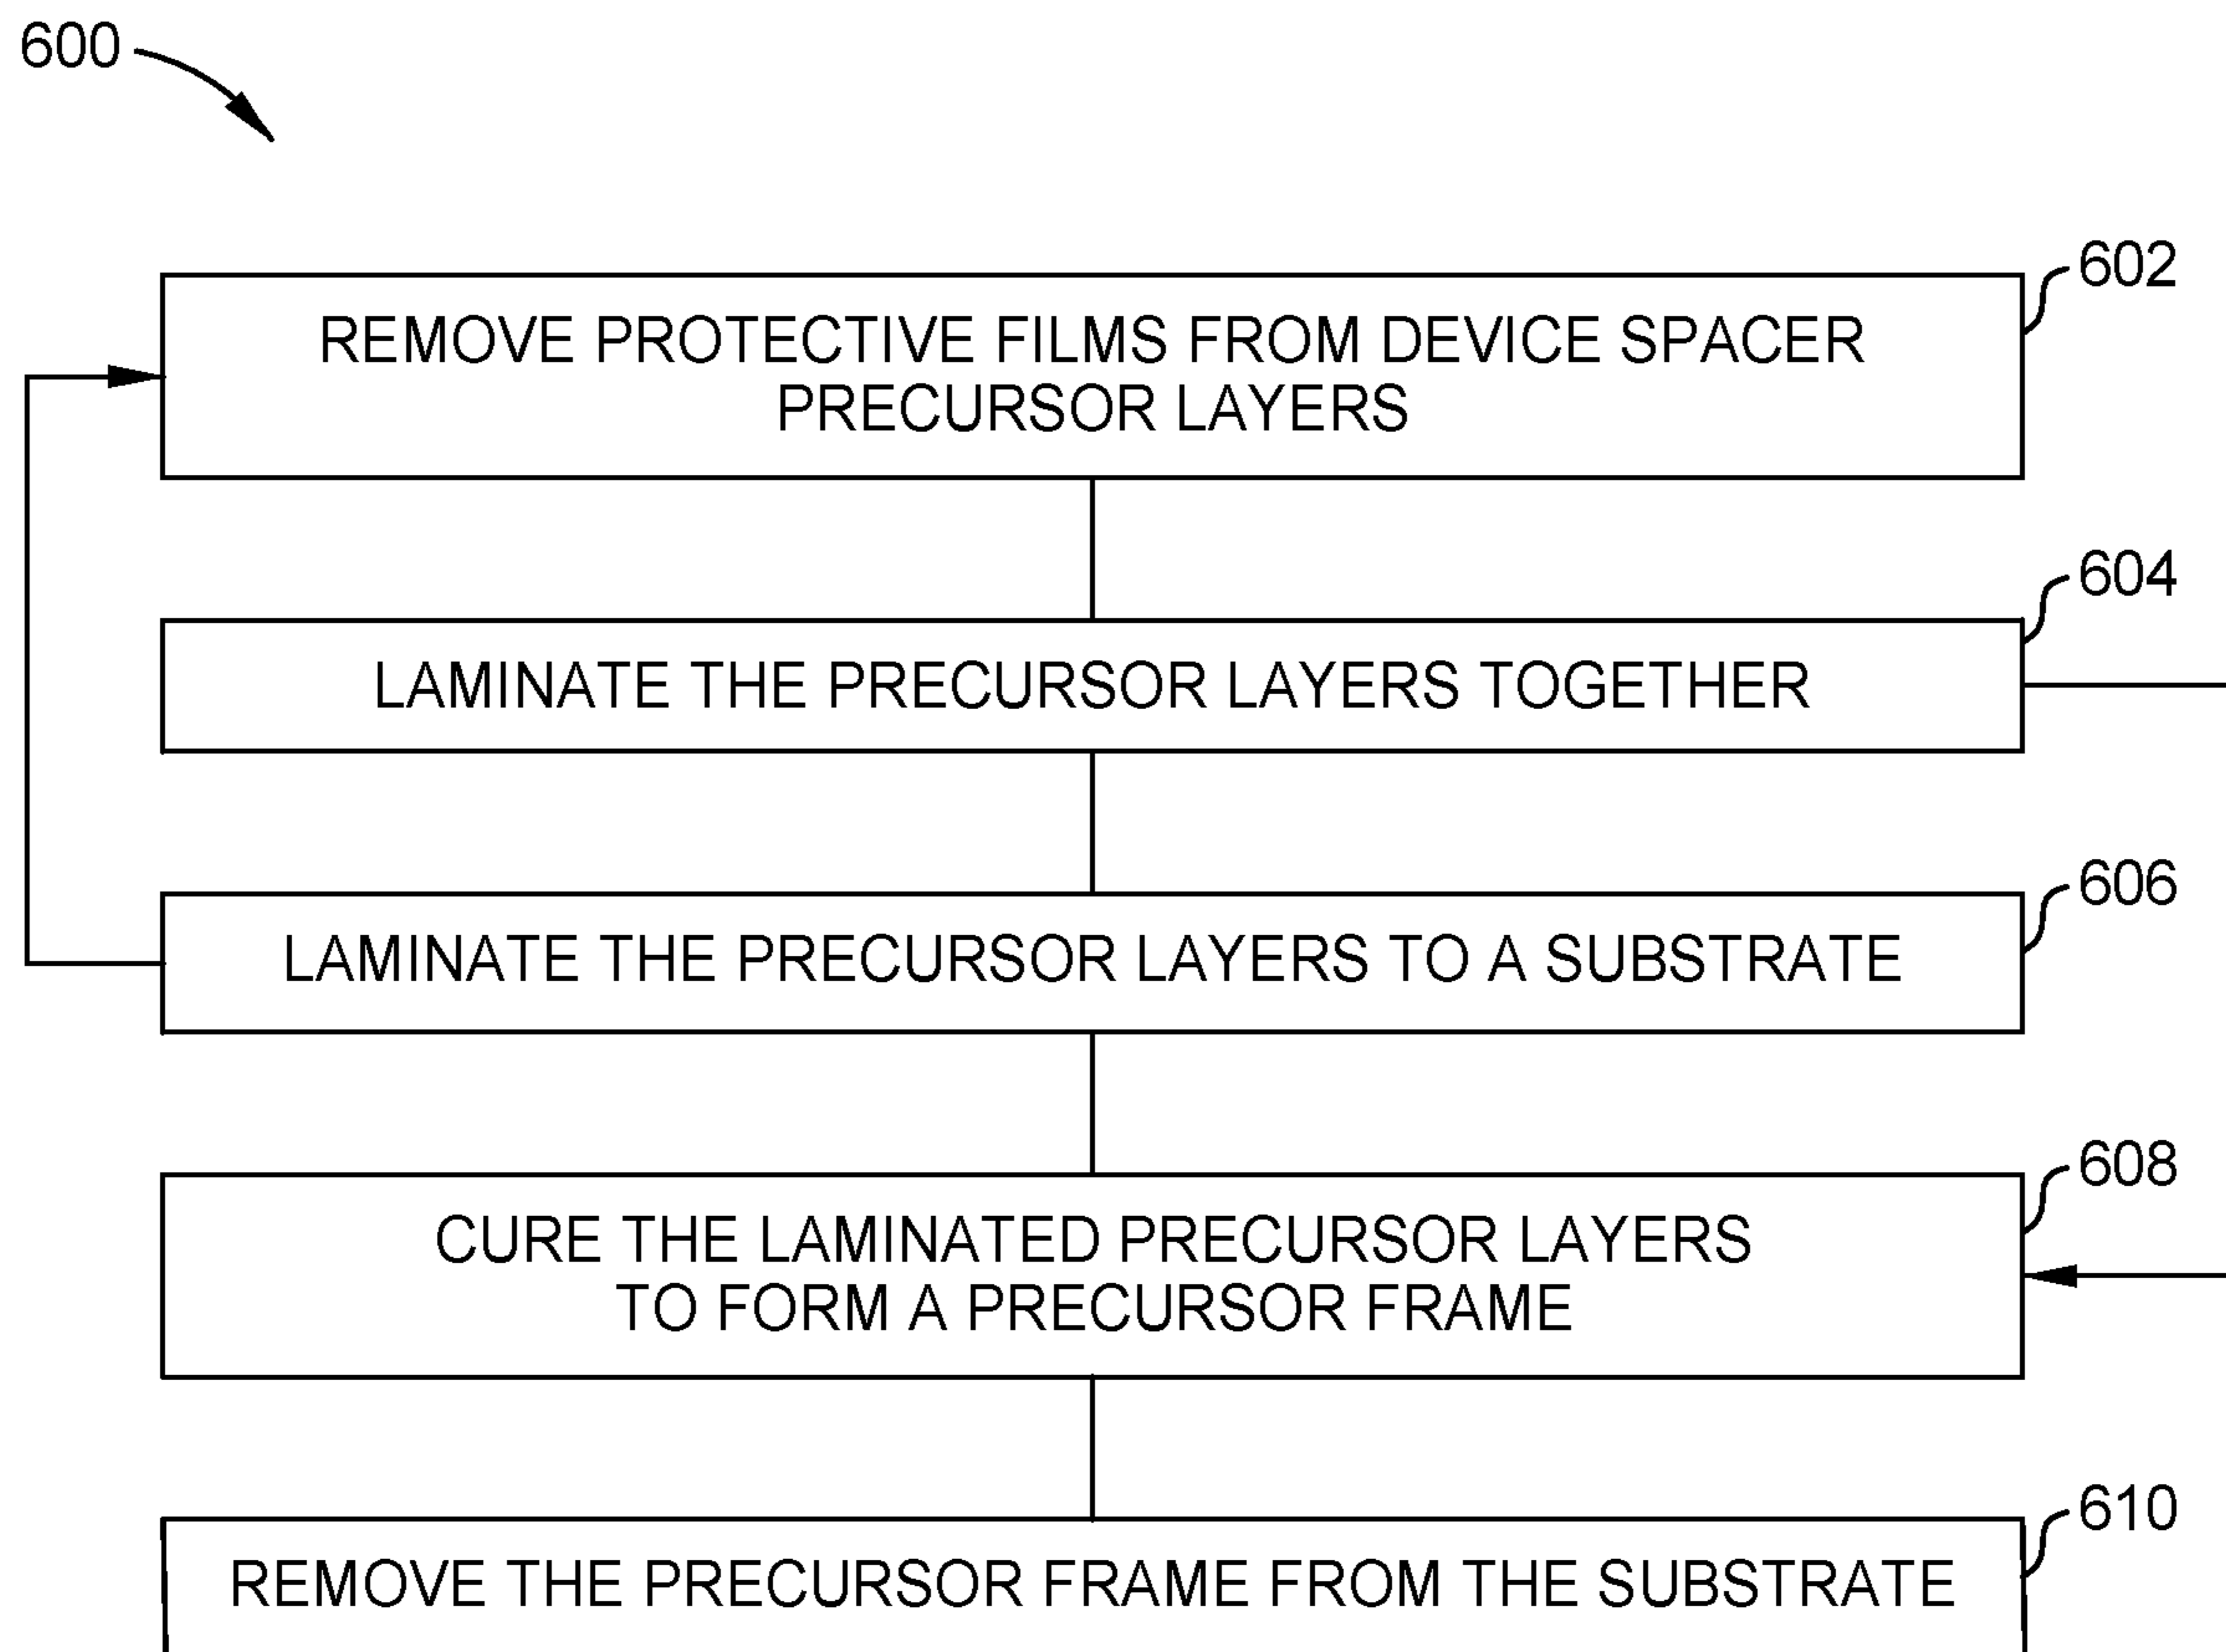 600
602
REMOVE PROTECTIVE FILMS FROM DEVICE SPACER
PRECURSOR LAYERS
604
LAMINATE THE PRECURSOR LAYERS TOGETHER
606
LAMINATE THE PRECURSOR LAYERS TO A SUBSTRATE
608
CURE THE LAMINATED PRECURSOR LAYERS
TO FORM A PRECURSOR FRAME
610
REMOVE THE PRECURSOR FRAME FROM THE SUBSTRATE